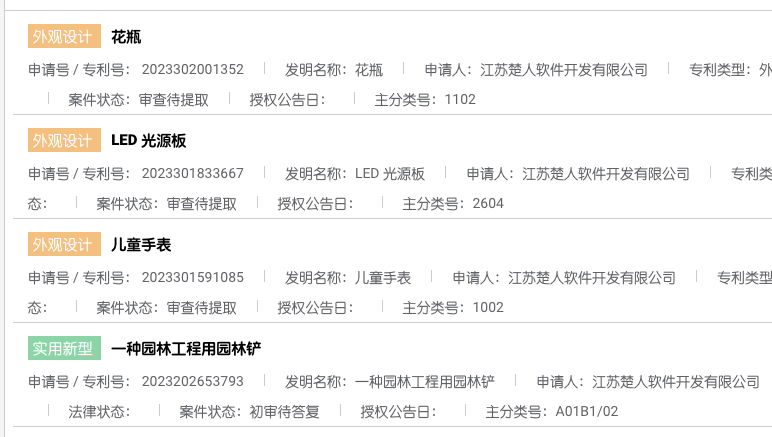 外观设计 花瓶
申请号 / 专利号： 2023302001352 发明名称：花瓶 申请人：江苏楚人软件开发有限公司 专利类型：外
案件状态：审查待提取 授权公告日： 主分类号：1102
外观设计 LED 光源板
申请号 / 专利号： 2023301833667 发明名称：LED 光源板 申请人：江苏楚人软件开发有限公司 专利类
态： 案件状态：审查待提取 授权公告日： 主分类号：2604
外观设计 儿童手表
申请号 / 专利号： 2023301591085 发明名称：儿童手表 申请人：江苏楚人软件开发有限公司 专利类型
态： 案件状态：审查待提取 授权公告日： 主分类号：1002
实用新型 一种园林工程用园林铲
申请号 / 专利号： 2023202653793 发明名称：一种园林工程用园林铲 申请人：江苏楚人软件开发有限公司
法律状态： 案件状态：初审待答复 授权公告日： 主分类号：A01B1/02